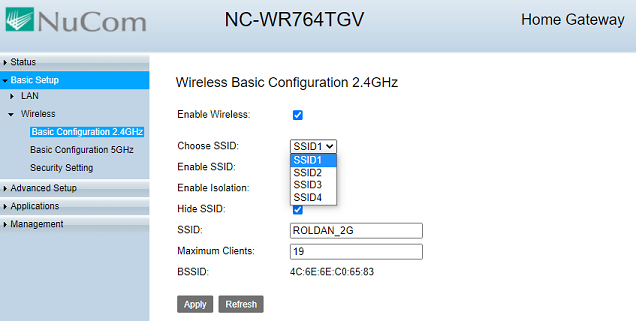 NuCom
NC-WR764TGV
Home Gateway
Status
Basic Setup
LAN
Wireless
Basic Configuration 2.4GHz
Basic Configuration 5GHz
Security Setting
Advanced Setup
Applications
Management
Wireless Basic Configuration 2.4GHz
Enable Wireless:
Choose SSID: SSID1
SSID1
Enable SSID: SSID2
Enable Isolation: SSID3
SSID4
Hide SSID:
SSID: ROLDAN_2G
Maximum Clients: 19
BSSID: 4C:6E:6E:C0:65:83
Apply Refresh